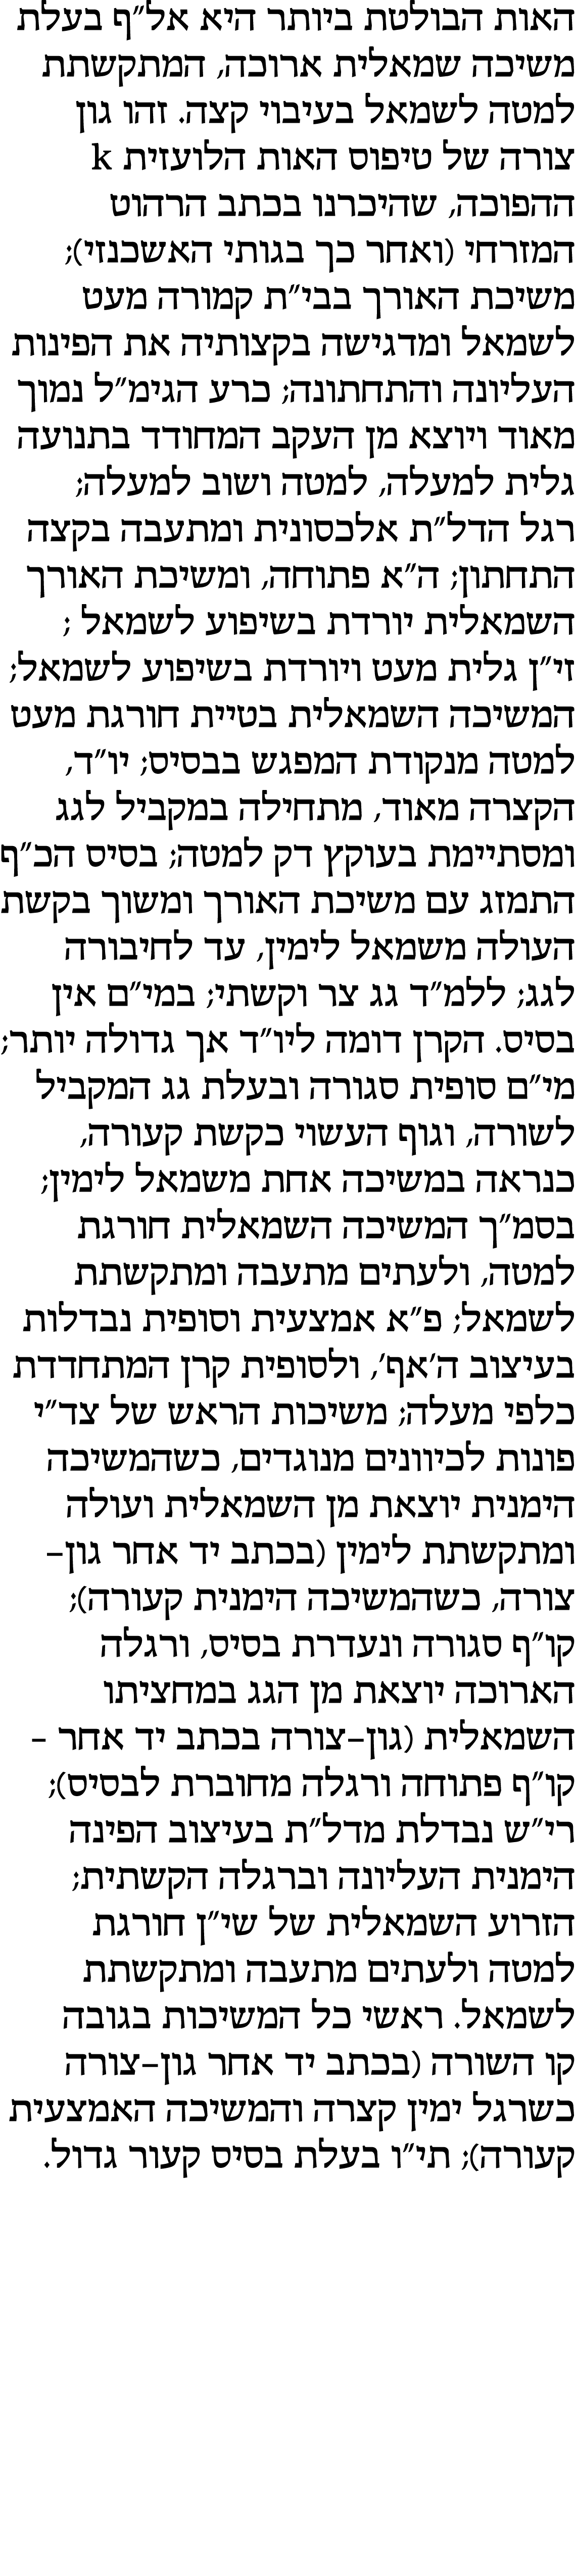 האות הבולטת ביותר היא אל"ף בעלת
משיכה שמאלית ארוכה, המתקשתת
למטה לשמאל בעיבוי קצה. זהו גון
צורה של טיפוס האות הלועזית k
ההפוכה, שהיכרנו בכתב הרהוט
המזרחי (ואחר כך בגותי האשכנזי);
משיכת האורך בבי"ת קמורה מעט
לשמאל ומדגישה בקצותיה את הפינות
העליונה והתחתונה; כרע הגימ"ל נמוך
מאוד ויוצא מן העקב המחודד בתנועה
גלית למעלה, למטה ושוב למעלה;
רגל הדל"ת אלכסונית ומתעבה בקצה
התחתון; ה"א פתוחה, ומשיכת האורך
השמאלית יורדת בשיפוע לשמאל ;
זי"ן גלית מעט ויורדת בשיפוע לשמאל;
המשיכה השמאלית בטיית חורגת מעט
למטה מנקודת המפגש בבסיס; יו"ד,
הקצרה מאוד, מתחילה במקביל לגג
ומסתיימת בעוקץ דק למטה; בסיס הכ"ף
התמזג עם משיכת האורך ומשוך בקשת
העולה משמאל לימין, עד לחיבורה
לגג; ללמ"ד גג צר וקשתי; במי"ם אין
בסיס. הקרן דומה ליו"ד אך גדולה יותר;
מי"ם סופית סגורה ובעלת גג המקביל
לשורה, וגוף העשוי כקשת קעורה,
כנראה במשיכה אחת משמאל לימין;
בסמ"ך המשיכה השמאלית חורגת
למטה, ולעתים מתעבה ומתקשתת
לשמאל; פ"א אמצעית וסופית נבדלות
בעיצוב ה'אף', ולסופית קרן המתחדדת
כלפי מעלה; משיכות הראש של צד"י
פונות לכיוונים מנוגדים, כשהמשיכה
הימנית יוצאת מן השמאלית ועולה
ומתקשתת לימין (בכתב יד אחר גון-
צורה, כשהמשיכה הימנית קעורה);
קו"ף סגורה ונעדרת בסיס, ורגלה
הארוכה יוצאת מן הגג במחציתו
השמאלית (גון-צורה בכתב יד אחר -
קו"ף פתוחה ורגלה מחוברת לבסיס);
רי"ש נבדלת מדל"ת בעיצוב הפינה
הימנית העליונה וברגלה הקשתית;
הזרוע השמאלית של שי"ן חורגת
למטה ולעתים מתעבה ומתקשתת
לשמאל. ראשי כל המשיכות בגובה
קו השורה (בכתב יד אחר גון-צורה
כשרגל ימין קצרה והמשיכה האמצעית
קעורה); תי"ו בעלת בסיס קעור גדול.